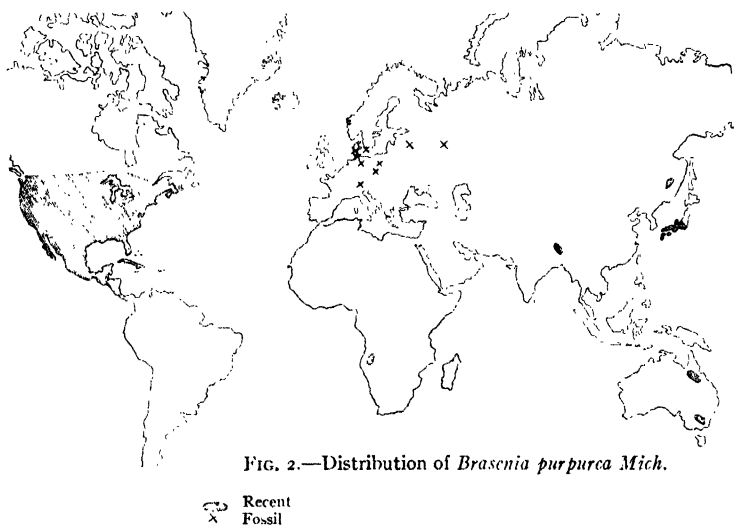 FIG. 2.—Distribution of Brasenia purpurea Mich.
Recent
× Fossil